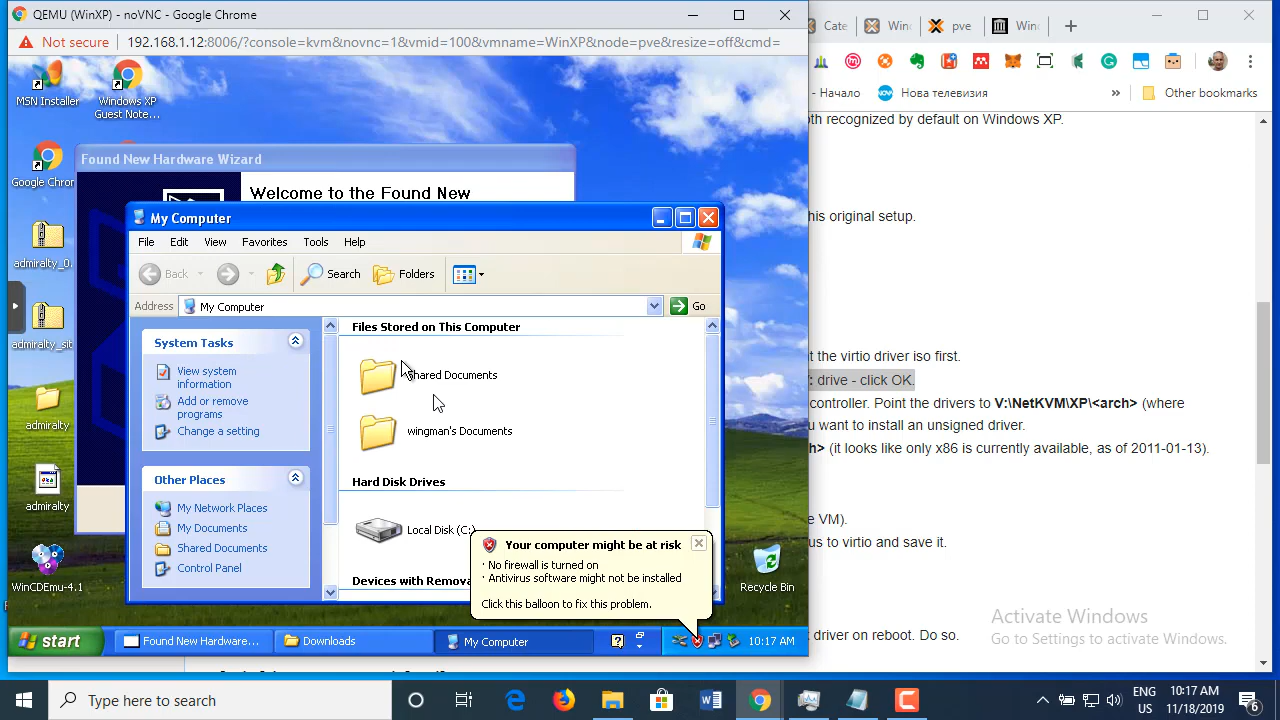 QEMU (WinXP) - noVNC - Google Chrome
Not secure
192.168.1.12:8006/?console=kvm&novnc=1&vmid=100&vmname=WinXP&node=pve&resize=off&cmd=
Cate
Wind
pve
Wind
- Начало
Нова телевизия
Other bookmarks
MSN Installer
Windows XP
Guest Note...
Google Chron
admiralty_0.
admiralty_sit
admiralty
admiralty
WinCDEmu-4.1
Recycle Bin
Found New Hardware Wizard
Welcome to the Found New
My Computer
File
Edit
View
Favorites
Tools
Help
Back
Search
Folders
Address
My Computer
Go
System Tasks
View system
information
Add or remove
programs
Change a setting
Other Places
My Network Places
My Documents
Shared Documents
Control Panel
Files Stored on This Computer
Shared Documents
wingman's Documents
Hard Disk Drives
Local Disk (C:)
Devices with Remova
Your computer might be at risk
· No firewall is turned on
· Antivirus software might not be installed
Click this balloon to fix this problem.
start
Found New Hardware...
Downloads
My Computer
10:17 AM
oth recognized by default on Windows XP.
his original setup.
t the virtio driver iso first.
: drive - click OK.
controller. Point the drivers to V:\NetKVM\XP\<arch> (where
u want to install an unsigned driver.
h> (it looks like only x86 is currently available, as of 2011-01-13).
e VM).
us to virtio and save it.
Activate Windows
Go to Settings to activate Windows.
driver on reboot. Do so.
Type here to search
ENG
US
10:17 AM
11/18/2019
6